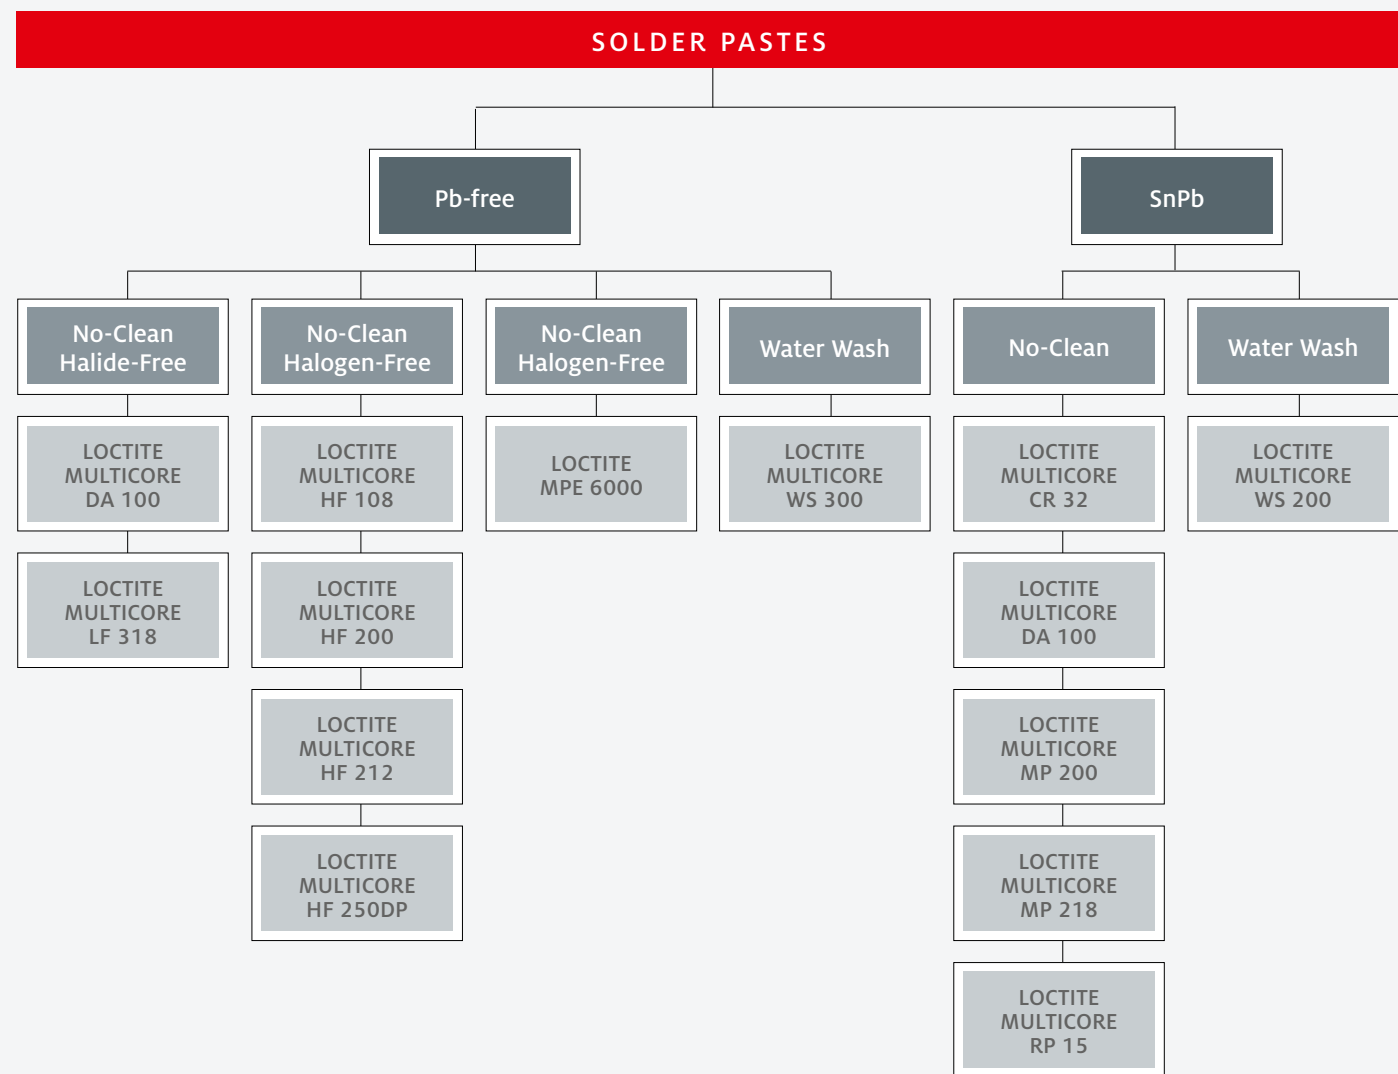 SOLDER PASTES
Pb-free
SnPb
No-Clean
Halide-Free
No-Clean
Halogen-Free
No-Clean
Halogen-Free
Water Wash
No-Clean
Water Wash
LOCTITE
MULTICORE
DA 100
LOCTITE
MULTICORE
HF 108
LOCTITE
MPE 6000
LOCTITE
MULTICORE
WS 300
LOCTITE
MULTICORE
CR 32
LOCTITE
MULTICORE
WS 200
LOCTITE
MULTICORE
LF 318
LOCTITE
MULTICORE
HF 200
LOCTITE
MULTICORE
DA 100
LOCTITE
MULTICORE
HF 212
LOCTITE
MULTICORE
MP 200
LOCTITE
MULTICORE
HF 250DP
LOCTITE
MULTICORE
MP 218
LOCTITE
MULTICORE
RP 15